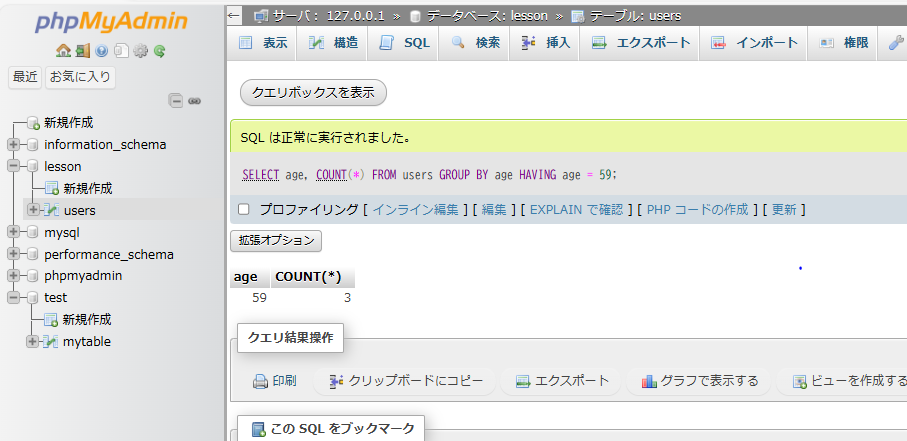 phpMyAdmin
最近 お気に入り
新規作成
information_schema
lesson
新規作成
users
mysql
performance_schema
phpmyadmin
test
新規作成
mytable
サーバ： 127.0.0.1 » データベース: lesson » テーブル: users
表示 構造 SQL 検索 挿入 エクスポート インポート 権限
クエリボックスを表示
SQL は正常に実行されました。
SELECT age, COUNT(*) FROM users GROUP BY age HAVING age = 59;
プロファイリング [ インライン編集 ] [ 編集 ] [ EXPLAIN で確認 ] [ PHP コードの作成 ] [ 更新 ]
拡張オプション
age COUNT(*)
59 3
クエリ結果操作
印刷 クリップボードにコピー エクスポート グラフで表示する ビューを作成する
この SQL をブックマーク